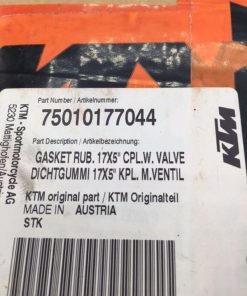 Part Number / Artikelnummer:
75010177044
Part Description / Artikelbezeichnung:
GASKET RUB. 17X5" CPL.W. VALVE
DICHTGUMMI 17X5" KPL. M.VENTIL
KTM original part / KTM Originalteil
MADE IN AUSTRIA
STK
KTM - Sportmotorcycle AG
5230 Mattighofen/Austria
KTM